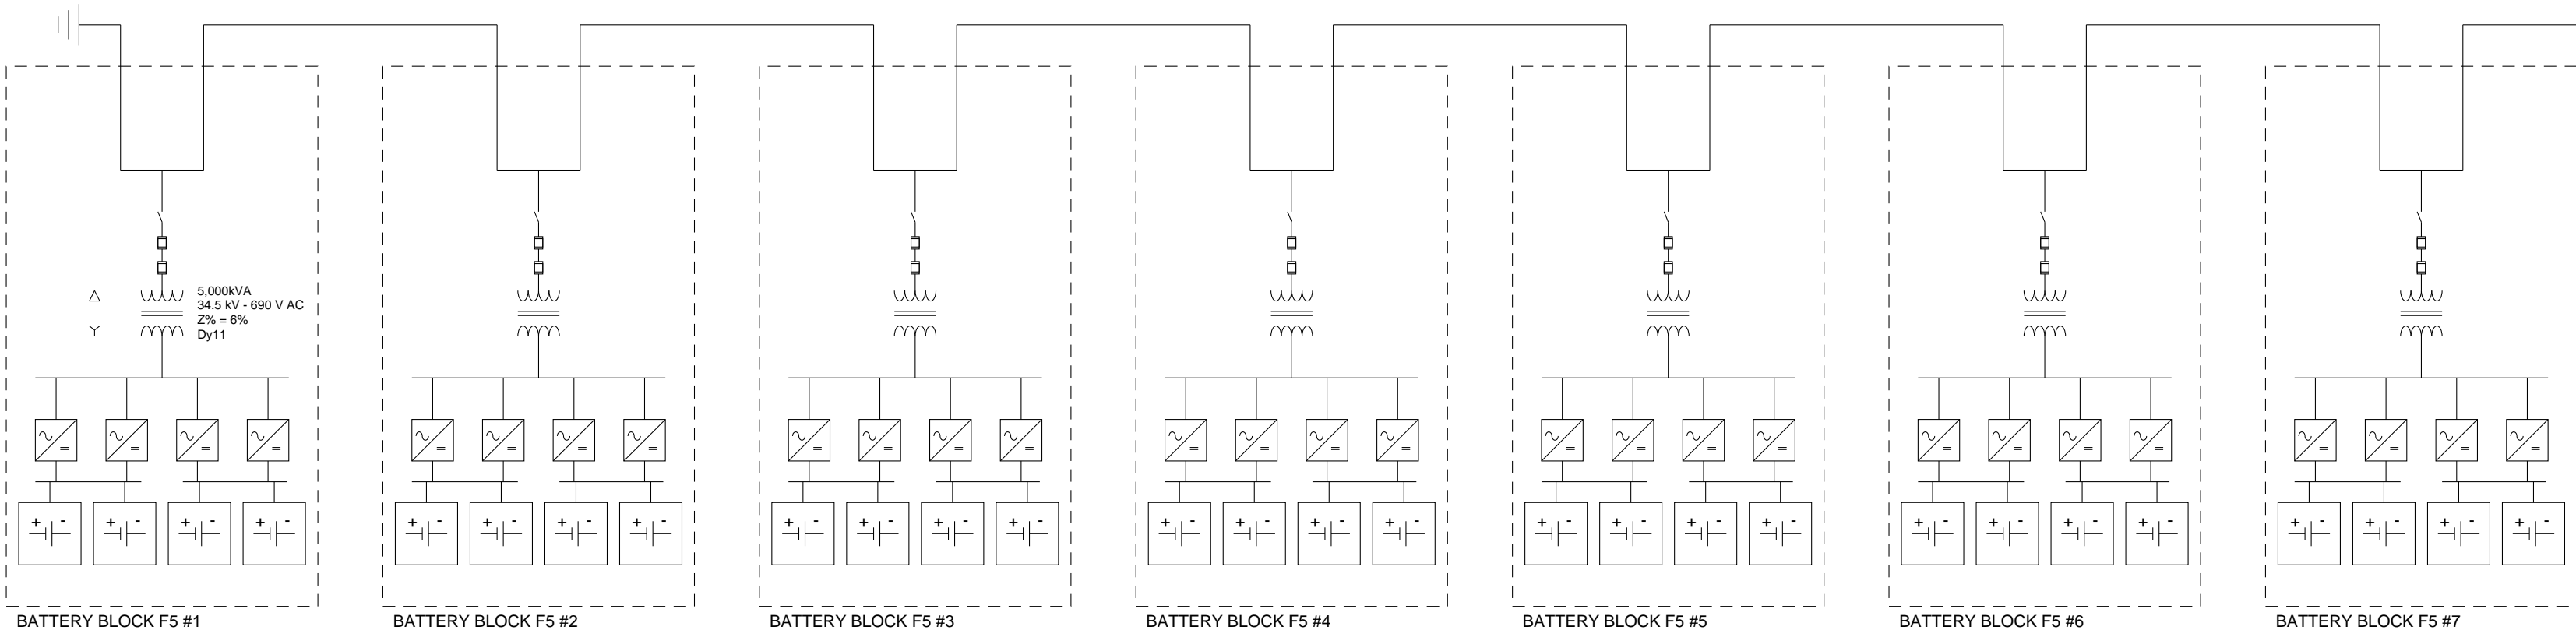 5,000kVA
34.5 kV - 690 V AC
Z% = 6%
Dy11
+ - + - + - + -
+ - + - + - + -
+ - + - + - + -
+ - + - + - + -
+ - + - + - + -
+ - + - + - + -
+ - + - + - + -
BATTERY BLOCK F5 #1
BATTERY BLOCK F5 #2
BATTERY BLOCK F5 #3
BATTERY BLOCK F5 #4
BATTERY BLOCK F5 #5
BATTERY BLOCK F5 #6
BATTERY BLOCK F5 #7